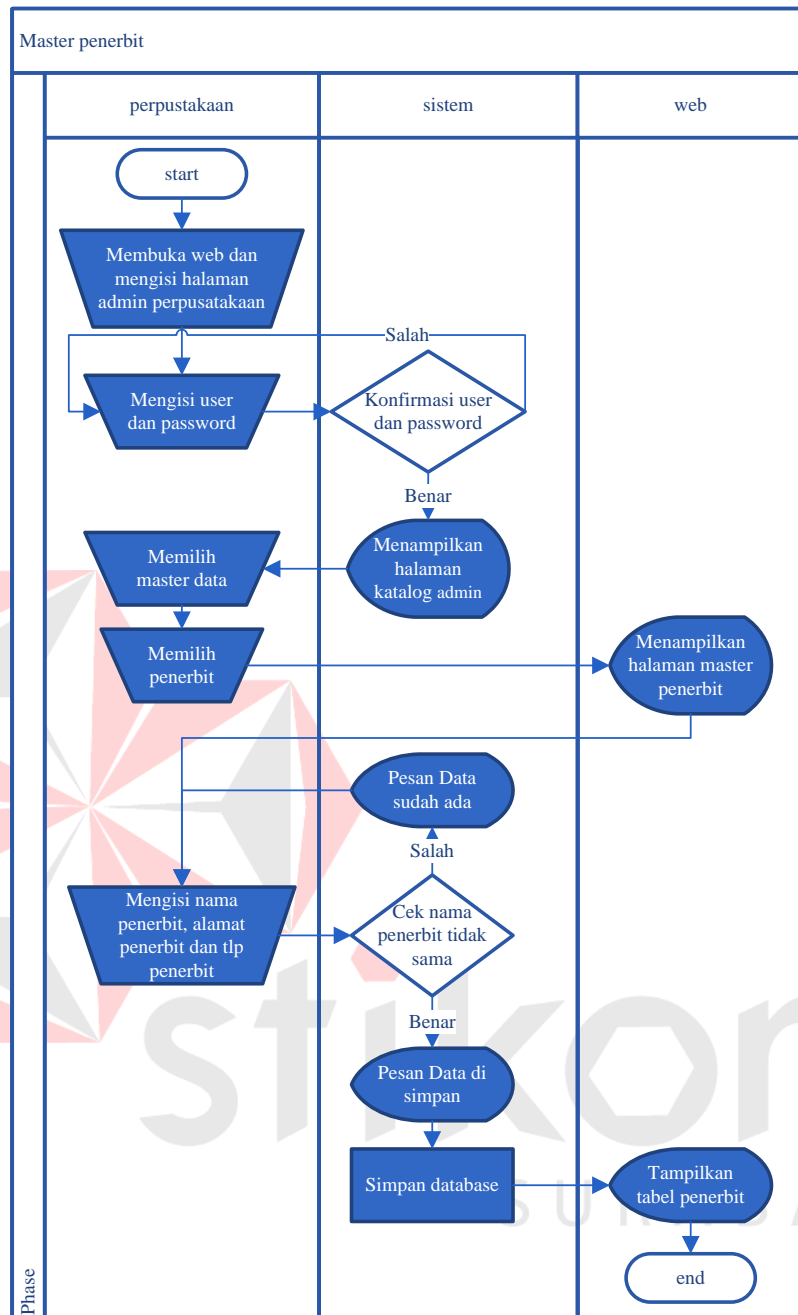 Master penerbit
perpustakaan
sistem
web
start
Membuka web dan
mengisi halaman
admin perpusatakaan
Salah
Mengisi user
dan password
Konfirmasi user
dan password
Benar
Menampilkan
halaman
katalog admin
Memilih
master data
Memilih
penerbit
Menampilkan
halaman master
penerbit
Pesan Data
sudah ada
Salah
Mengisi nama
penerbit, alamat
penerbit dan tlp
penerbit
Cek nama
penerbit tidak
sama
Benar
Pesan Data di
simpan
Simpan database
Tampilkan
tabel penerbit
end
Phase
stikor